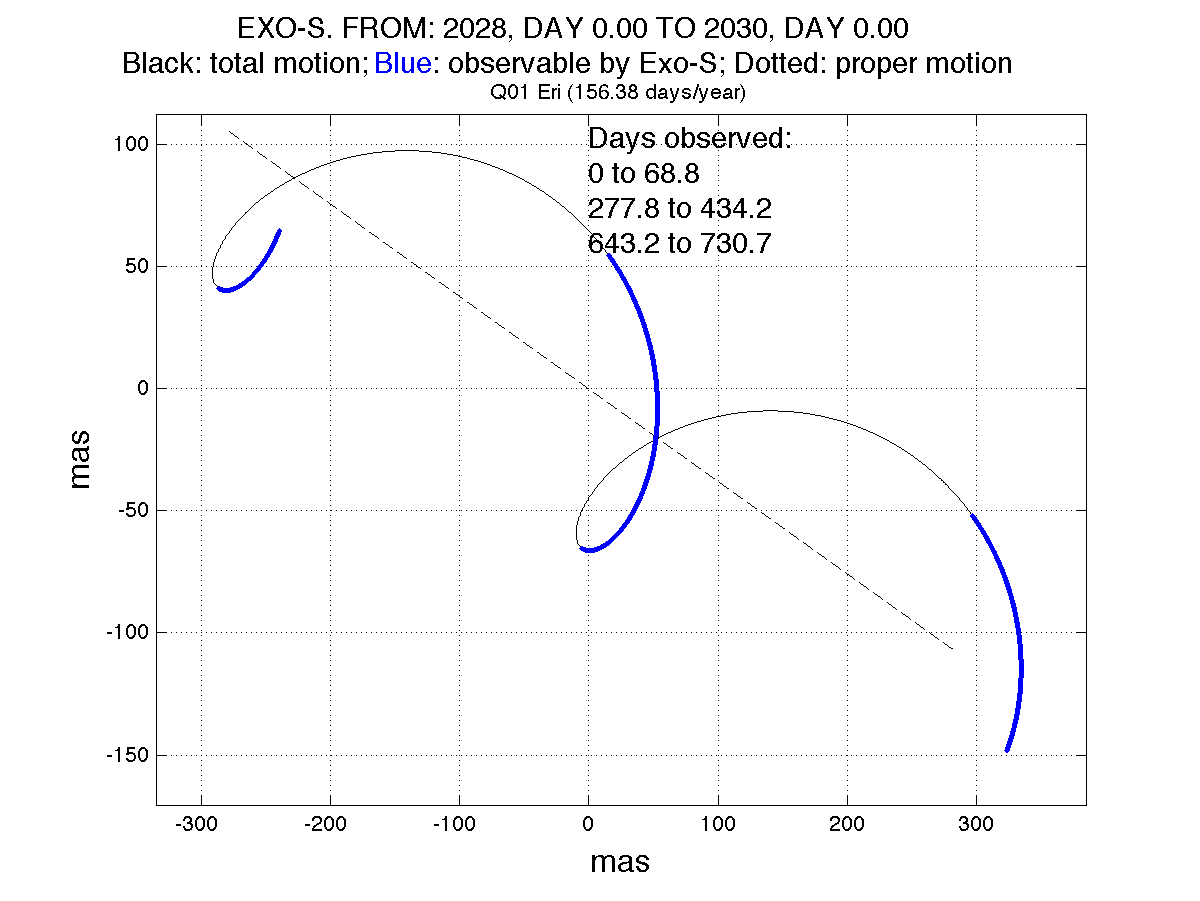 EXO-S. FROM: 2028, DAY 0.00 TO 2030, DAY 0.00
Black: total motion; Blue: observable by Exo-S; Dotted: proper motion
Q01 Eri (156.38 days/year)
Days observed:
0 to 68.8
277.8 to 434.2
643.2 to 730.7
100
50
0
-50
-100
-150
mas
-300
-200
-100
0
100
200
300
mas